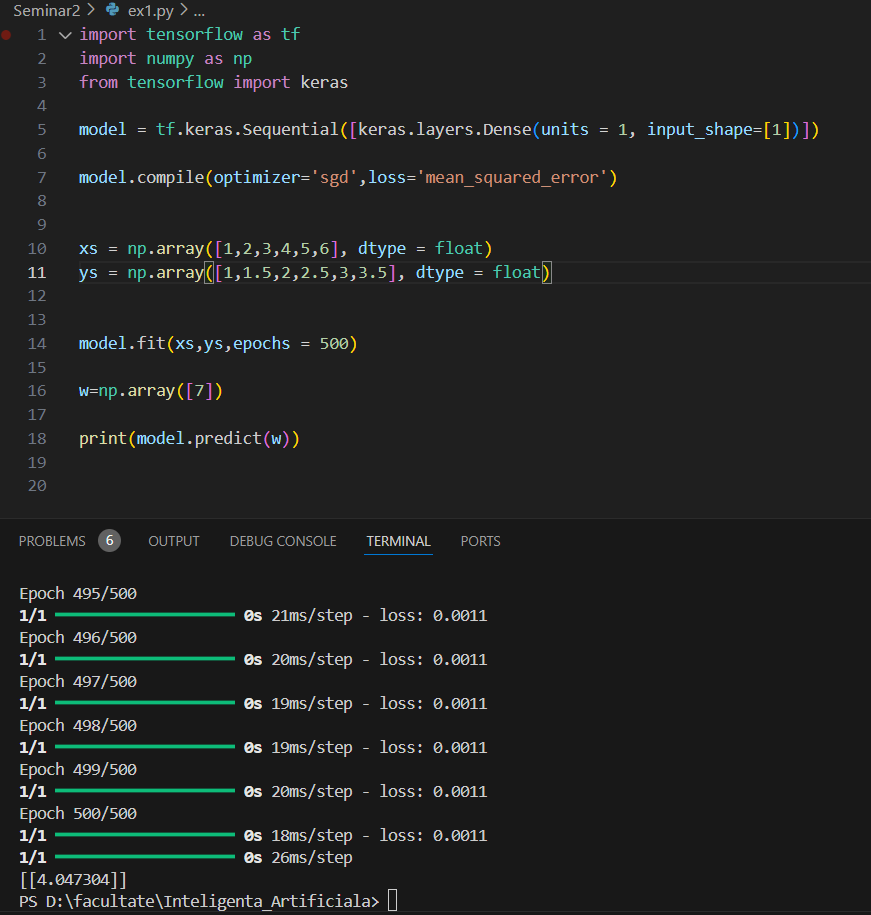 Seminar2 > ex1.py > ...
1 import tensorflow as tf
2 import numpy as np
3 from tensorflow import keras
4
5 model = tf.keras.Sequential([keras.layers.Dense(units = 1, input_shape=[1])])
6
7 model.compile(optimizer='sgd',loss='mean_squared_error')
8
9
10 xs = np.array([1,2,3,4,5,6], dtype = float)
11 ys = np.array([1,1.5,2,2.5,3,3.5], dtype = float)
12
13
14 model.fit(xs,ys,epochs = 500)
15
16 w=np.array([7])
17
18 print(model.predict(w))
19
20
PROBLEMS 6 OUTPUT DEBUG CONSOLE TERMINAL PORTS
Epoch 495/500
1/1 0s 21ms/step - loss: 0.0011
Epoch 496/500
1/1 0s 20ms/step - loss: 0.0011
Epoch 497/500
1/1 0s 19ms/step - loss: 0.0011
Epoch 498/500
1/1 0s 19ms/step - loss: 0.0011
Epoch 499/500
1/1 0s 20ms/step - loss: 0.0011
Epoch 500/500
1/1 0s 18ms/step - loss: 0.0011
1/1 0s 26ms/step
[[4.047304]]
PS D:\facultate\Inteligenta_Artificiala>